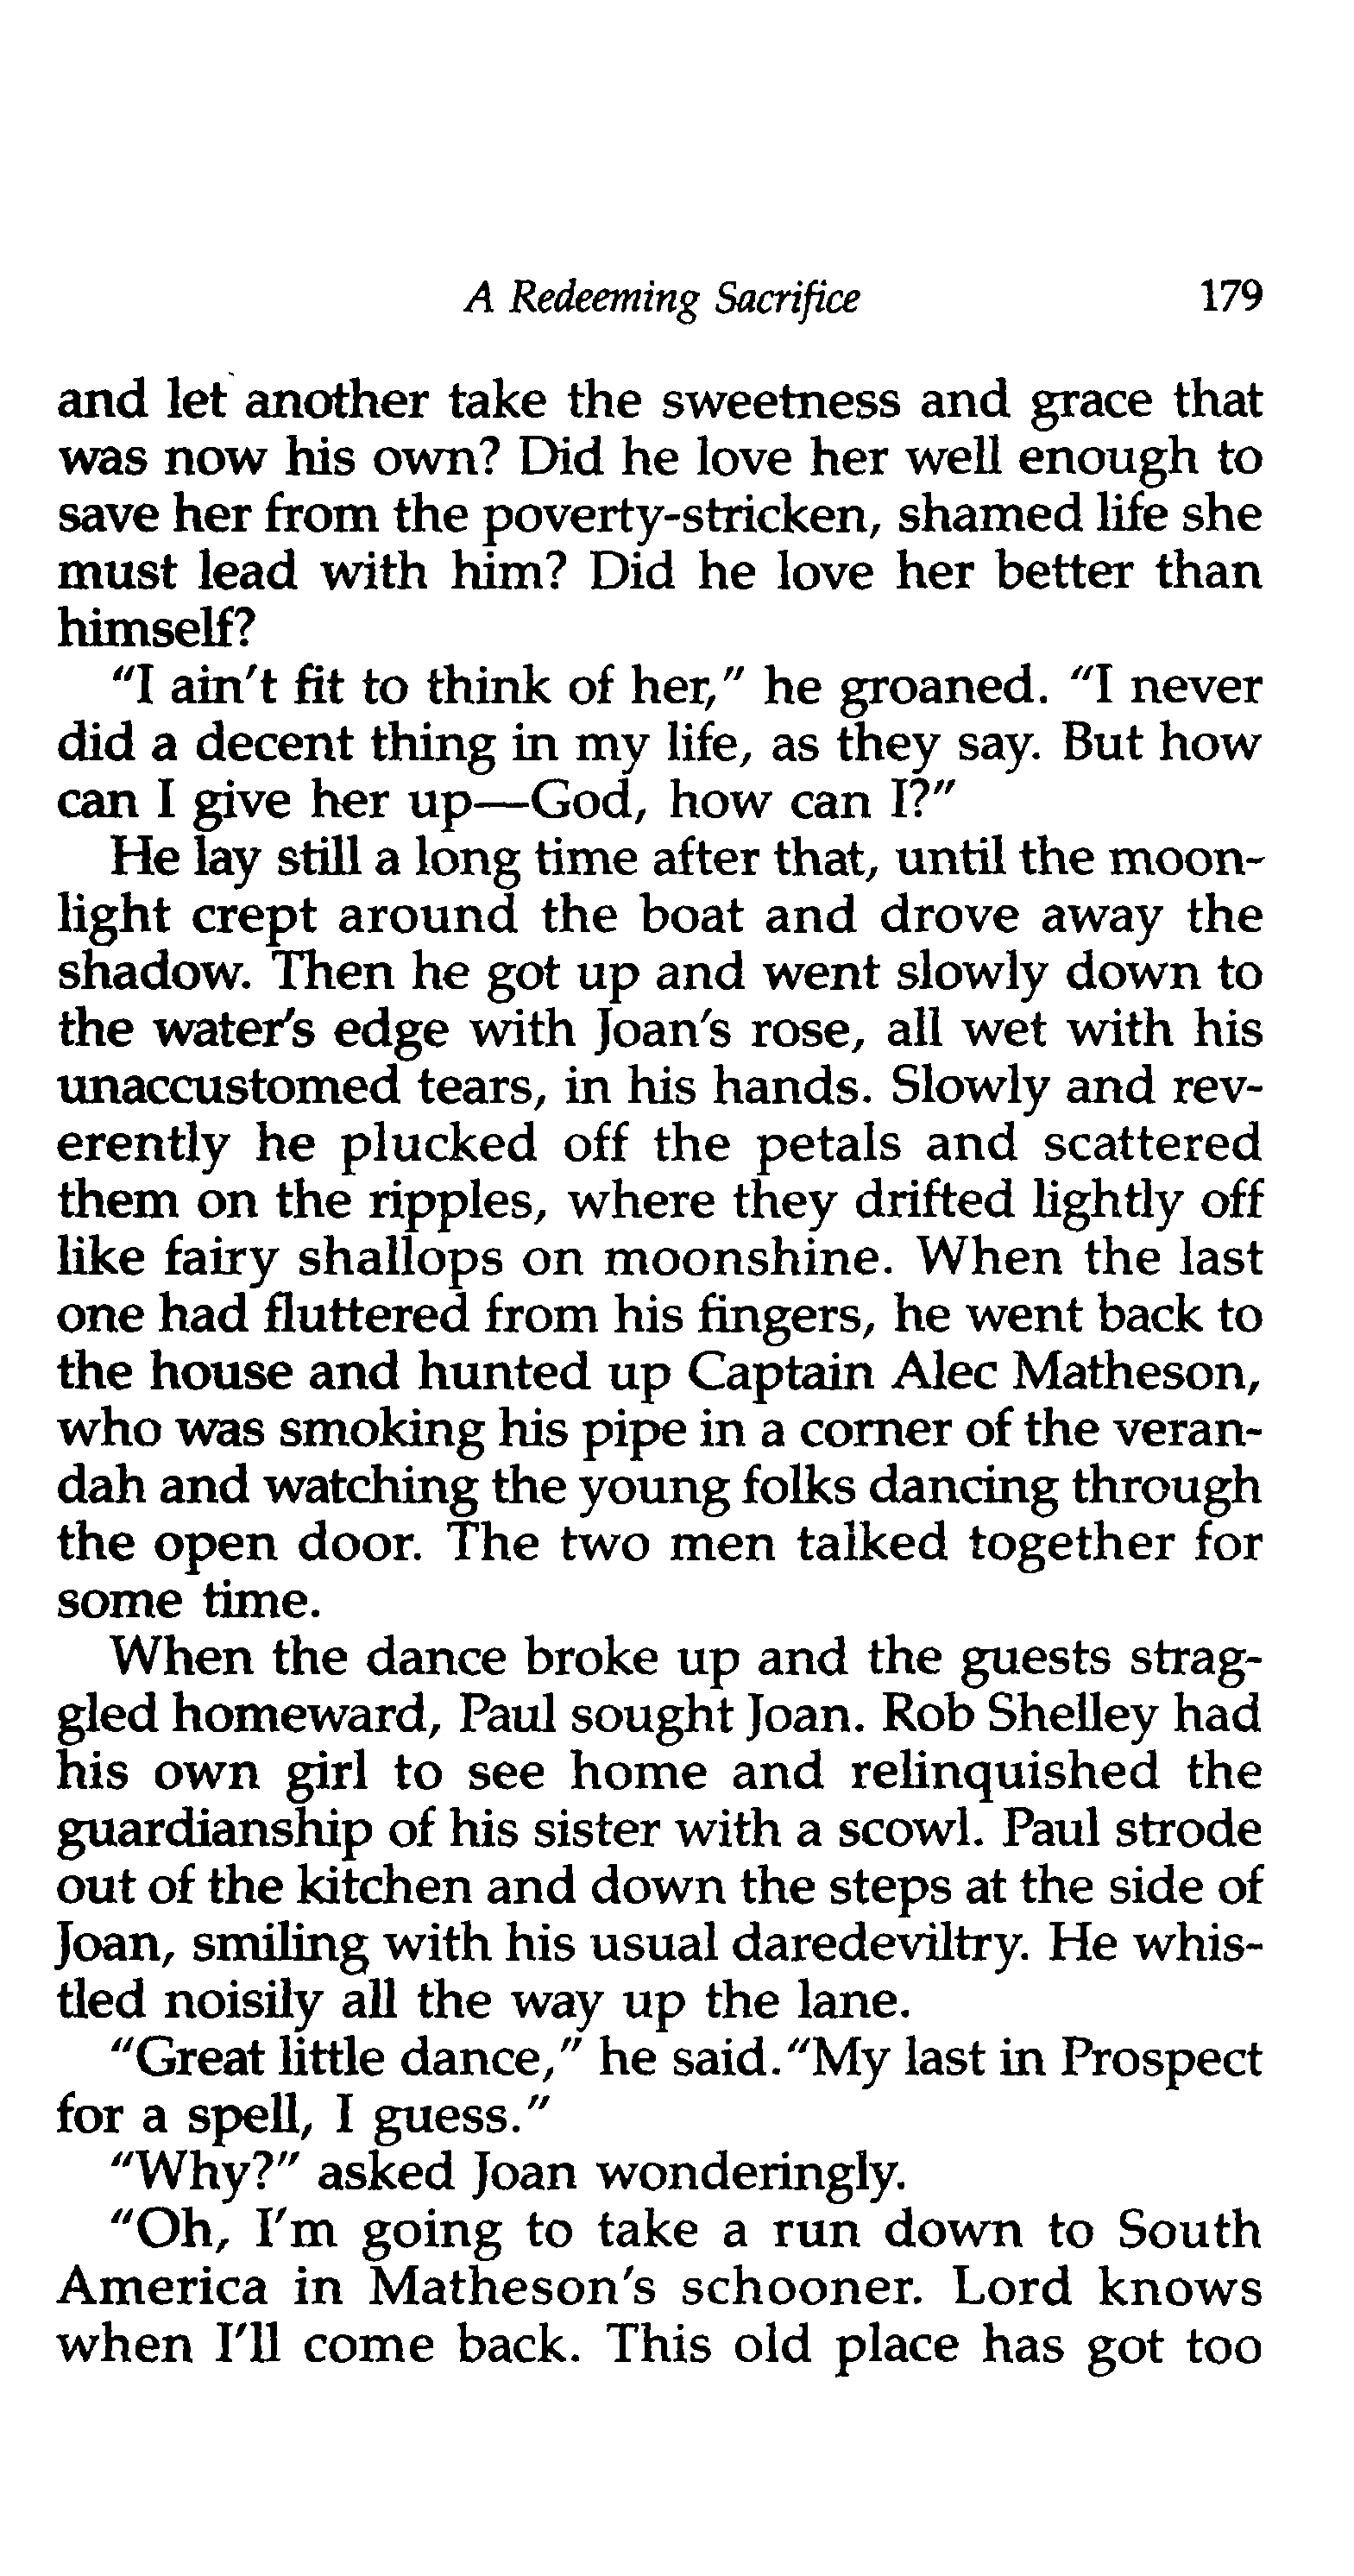 A Redeeming Sacrifice 179
and let another take the sweetness and grace that
was now his own? Did he love her well enough to
save her from the poverty-stricken, shamed life she
must lead with him? Did he love her better than
himself?
"I ain't fit to think of her," he groaned. "I never
did a decent thing in my life, as they say. But how
can I give her up—God, how can I?"
He lay still a long time after that, until the moon-
light crept around the boat and drove away the
shadow. Then he got up and went slowly down to
the water's edge with Joan's rose, all wet with his
unaccustomed tears, in his hands. Slowly and rev-
erently he plucked off the petals and scattered
them on the ripples, where they drifted lightly off
like fairy shallops on moonshine. When the last
one had fluttered from his fingers, he went back to
the house and hunted up Captain Alec Matheson,
who was smoking his pipe in a corner of the veran-
dah and watching the young folks dancing through
the open door. The two men talked together for
some time.
When the dance broke up and the guests strag-
gled homeward, Paul sought Joan. Rob Shelley had
his own girl to see home and relinquished the
guardianship of his sister with a scowl. Paul strode
out of the kitchen and down the steps at the side of
Joan, smiling with his usual daredeviltry. He whis-
tled noisily all the way up the lane.
"Great little dance," he said."My last in Prospect
for a spell, I guess."
"Why?" asked Joan wonderingly.
"Oh, I'm going to take a run down to South
America in Matheson's schooner. Lord knows
when I'll come back. This old place has got too